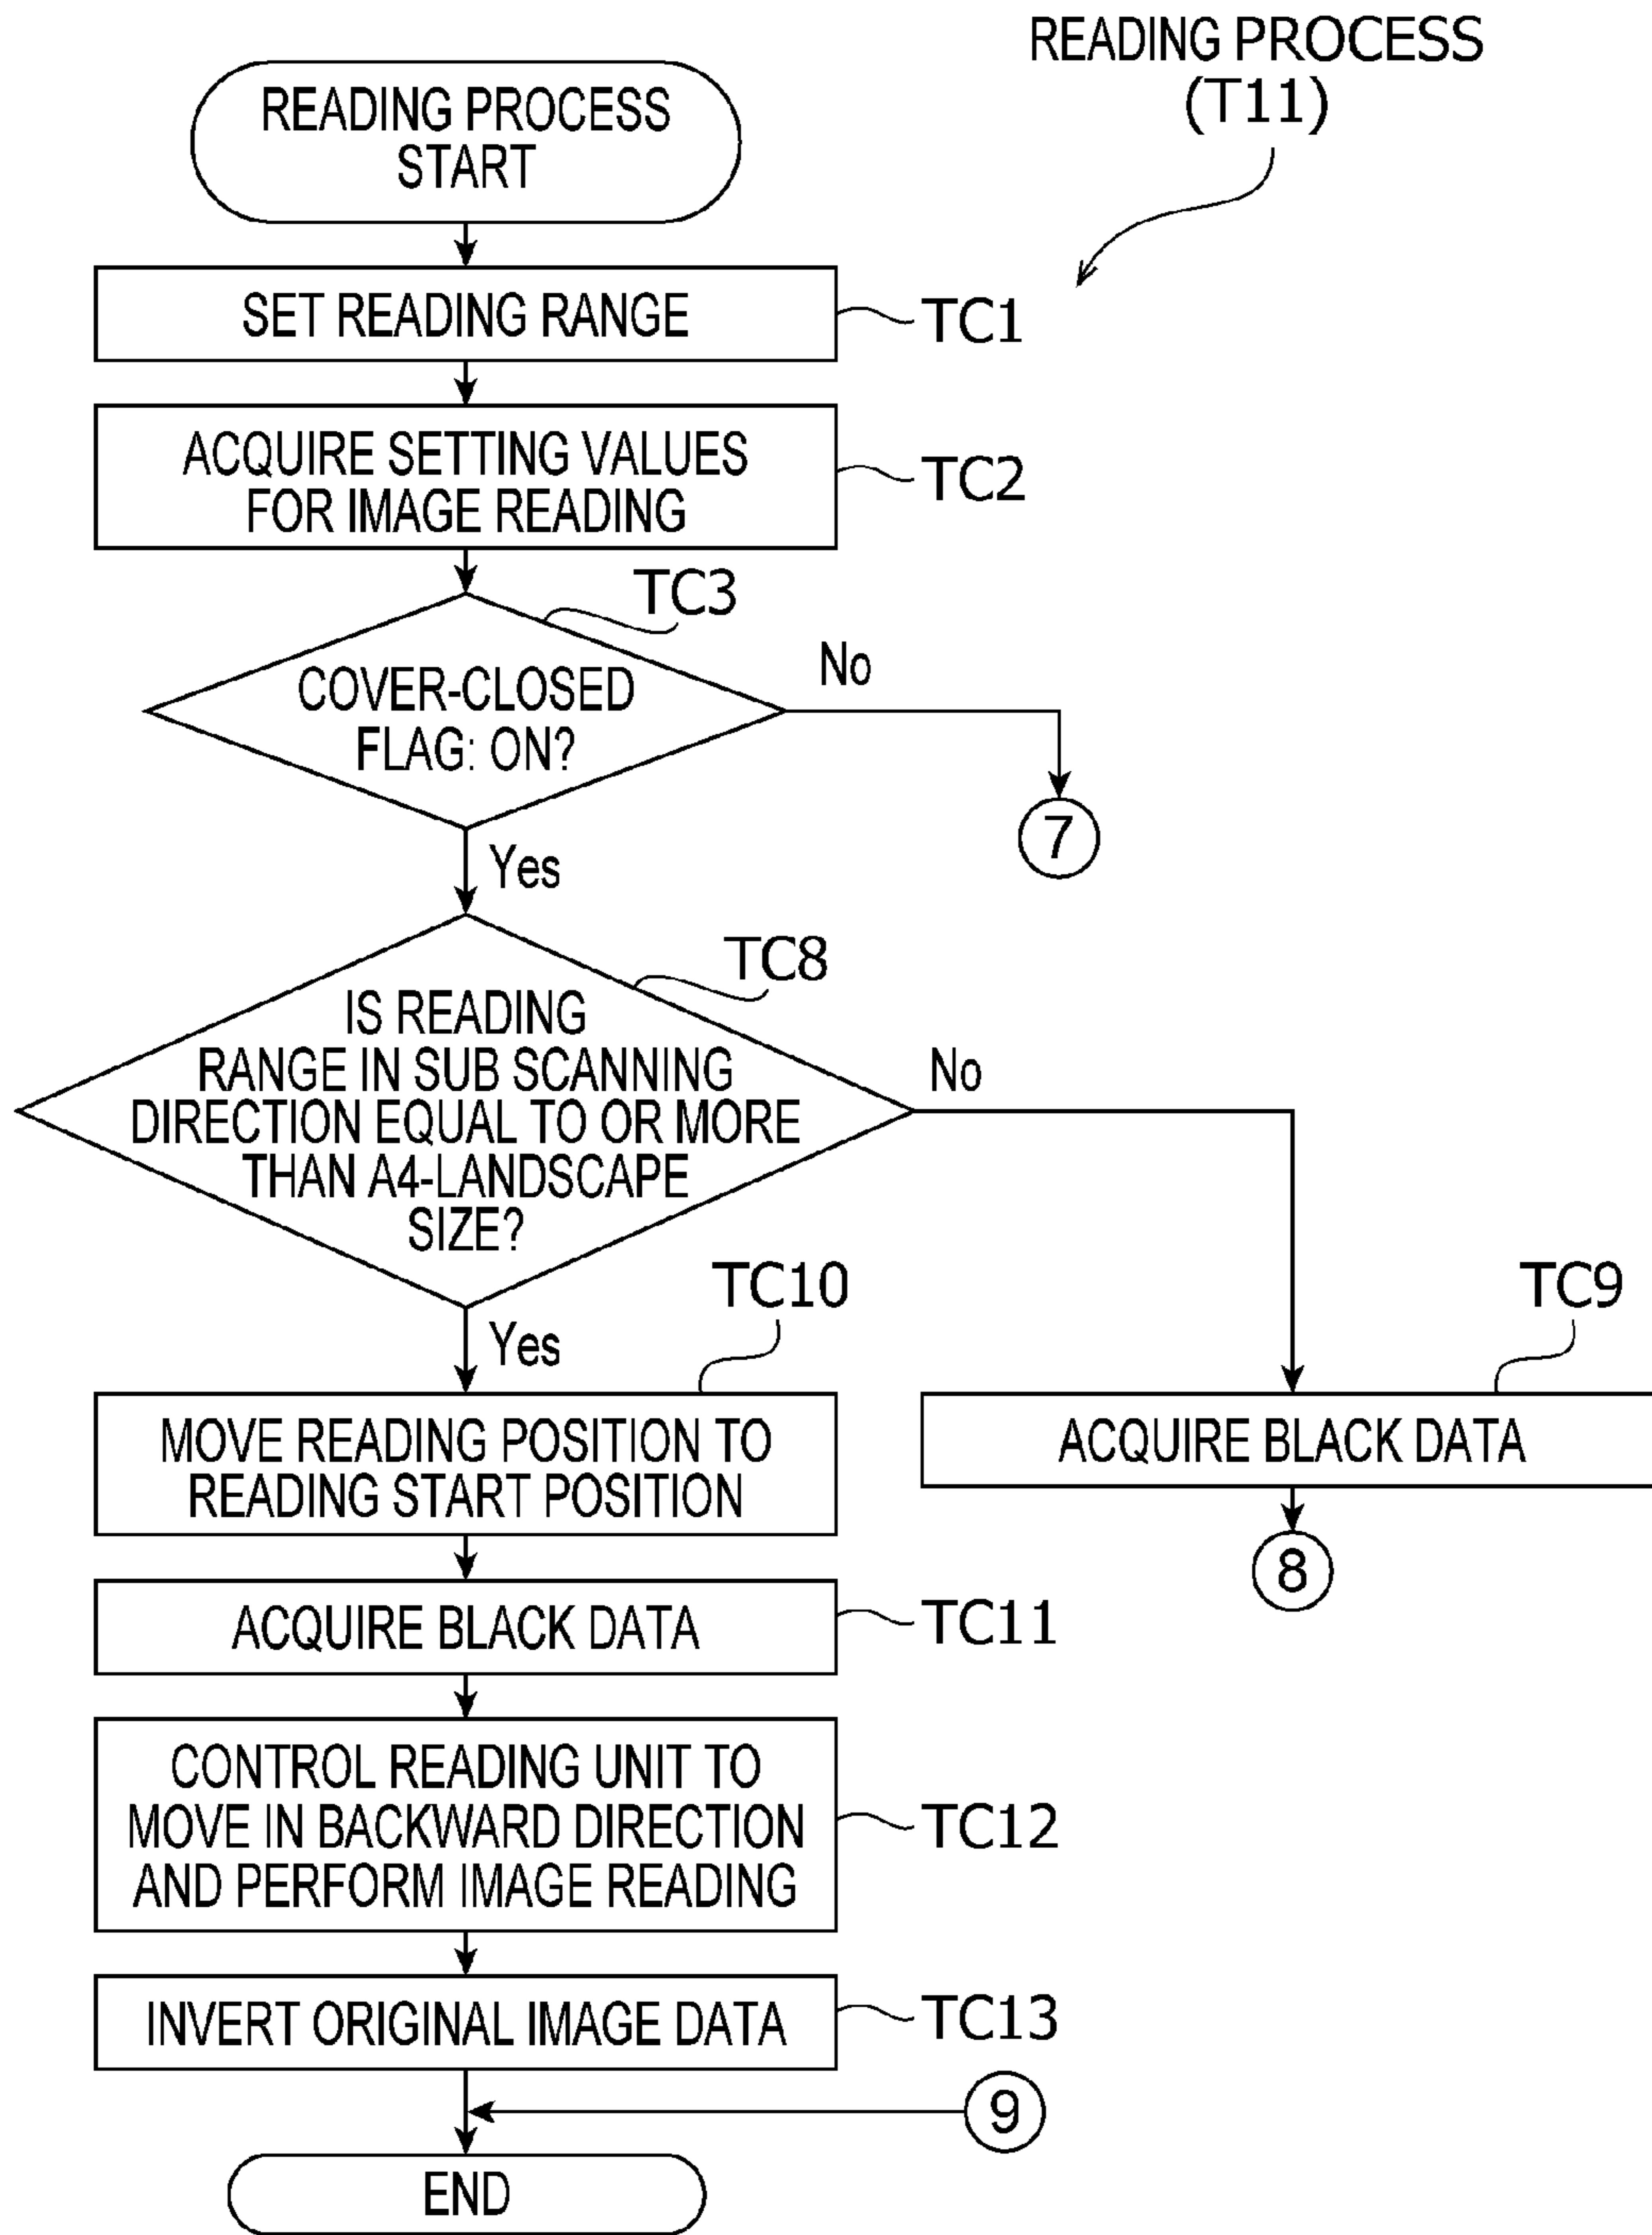 READING PROCESS
(T11)
READING PROCESS
START
SET READING RANGE
TC1
ACQUIRE SETTING VALUES
FOR IMAGE READING
TC2
TC3
COVER-CLOSED
FLAG: ON?
No
7
Yes
TC8
IS READING
RANGE IN SUB SCANNING
DIRECTION EQUAL TO OR MORE
THAN A4-LANDSCAPE
SIZE?
No
Yes
TC10
TC9
MOVE READING POSITION TO
READING START POSITION
ACQUIRE BLACK DATA
8
ACQUIRE BLACK DATA
TC11
CONTROL READING UNIT TO
MOVE IN BACKWARD DIRECTION
AND PERFORM IMAGE READING
TC12
INVERT ORIGINAL IMAGE DATA
TC13
9
END